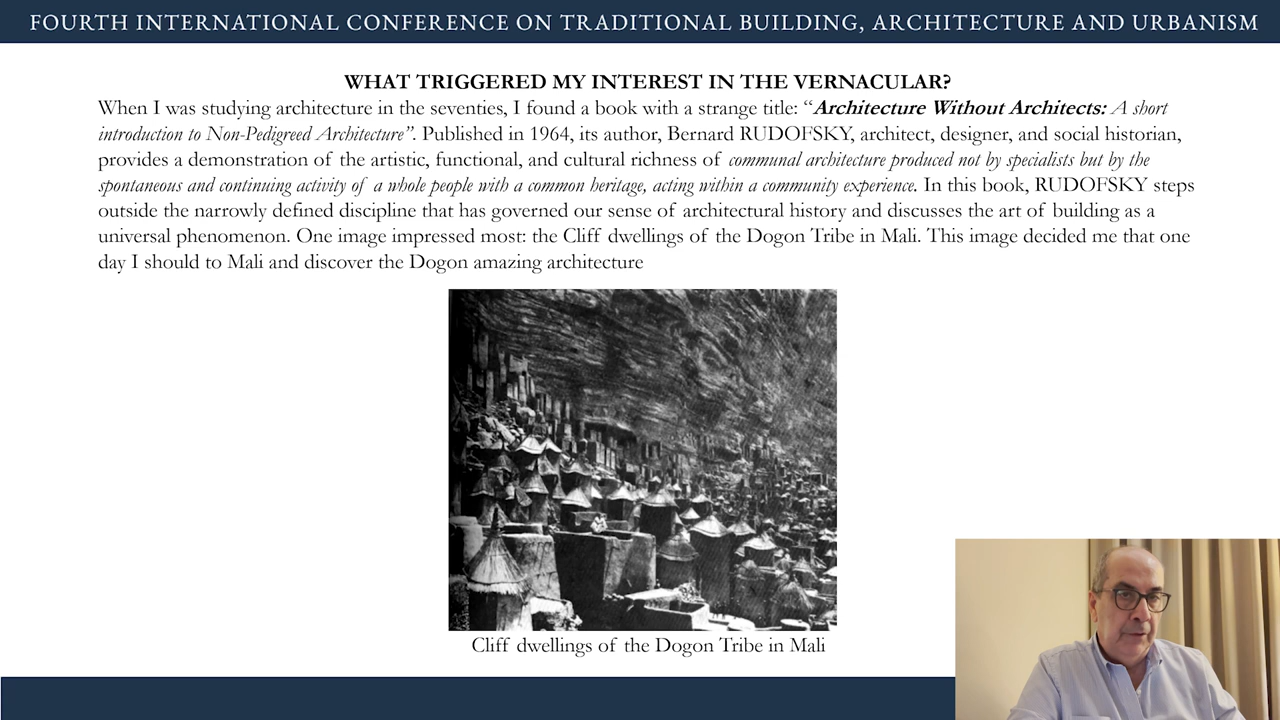 FOURTH INTERNATIONAL CONFERENCE ON TRADITIONAL BUILDING, ARCHITECTURE AND URBANISM
WHAT TRIGGERED MY INTEREST IN THE VERNACULAR?
When I was studying architecture in the seventies, I found a book with a strange title: “Architecture Without Architects: A short
introduction to Non-Pedigreed Architecture”. Published in 1964, its author, Bernard RUDOFSKY, architect, designer, and social historian,
provides a demonstration of the artistic, functional, and cultural richness of communal architecture produced not by specialists but by the
spontaneous and continuing activity of a whole people with a common heritage, acting within a community experience. In this book, RUDOFSKY steps
outside the narrowly defined discipline that has governed our sense of architectural history and discusses the art of building as a
universal phenomenon. One image impressed most: the Cliff dwellings of the Dogon Tribe in Mali. This image decided me that one
day I should to Mali and discover the Dogon amazing architecture
Cliff dwellings of the Dogon Tribe in Mali